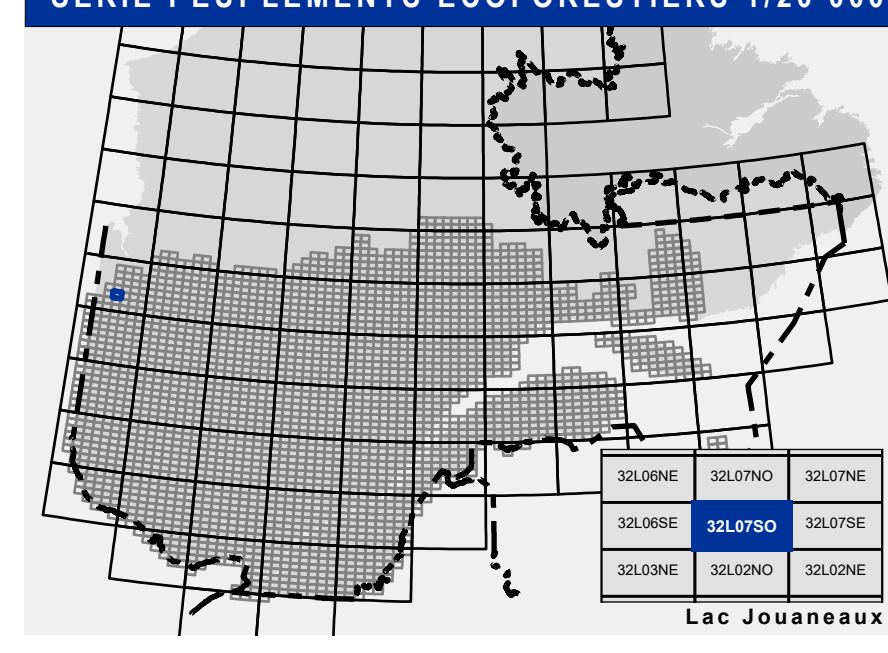 SÉRIE PEUPLEMENTS ÉCOFORESTIERS 1/20 000
32L06NE 32L07NO 32L07NE
32L06SE 32L07SO 32L07SE
32L03NE 32L02NO 32L02NE
Lac Jouaneaux